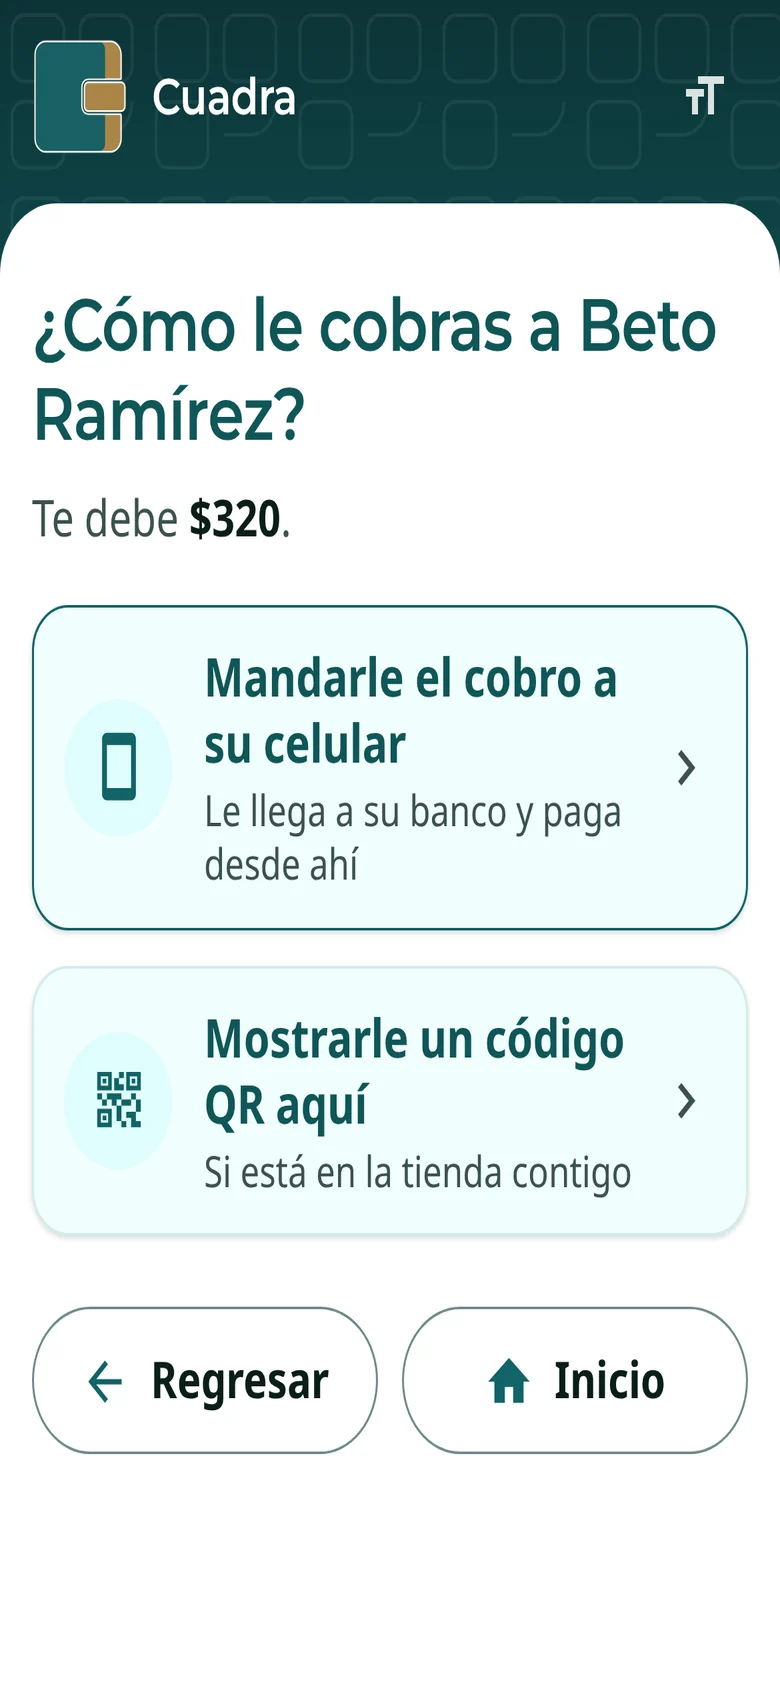 Cuadra
¿Cómo le cobras a Beto
Ramírez?
Te debe $320.
Mandarle el cobro a
su celular
Le llega a su banco y paga
desde ahí
Mostrarle un código
QR aquí
Si está en la tienda contigo
Regresar
Inicio